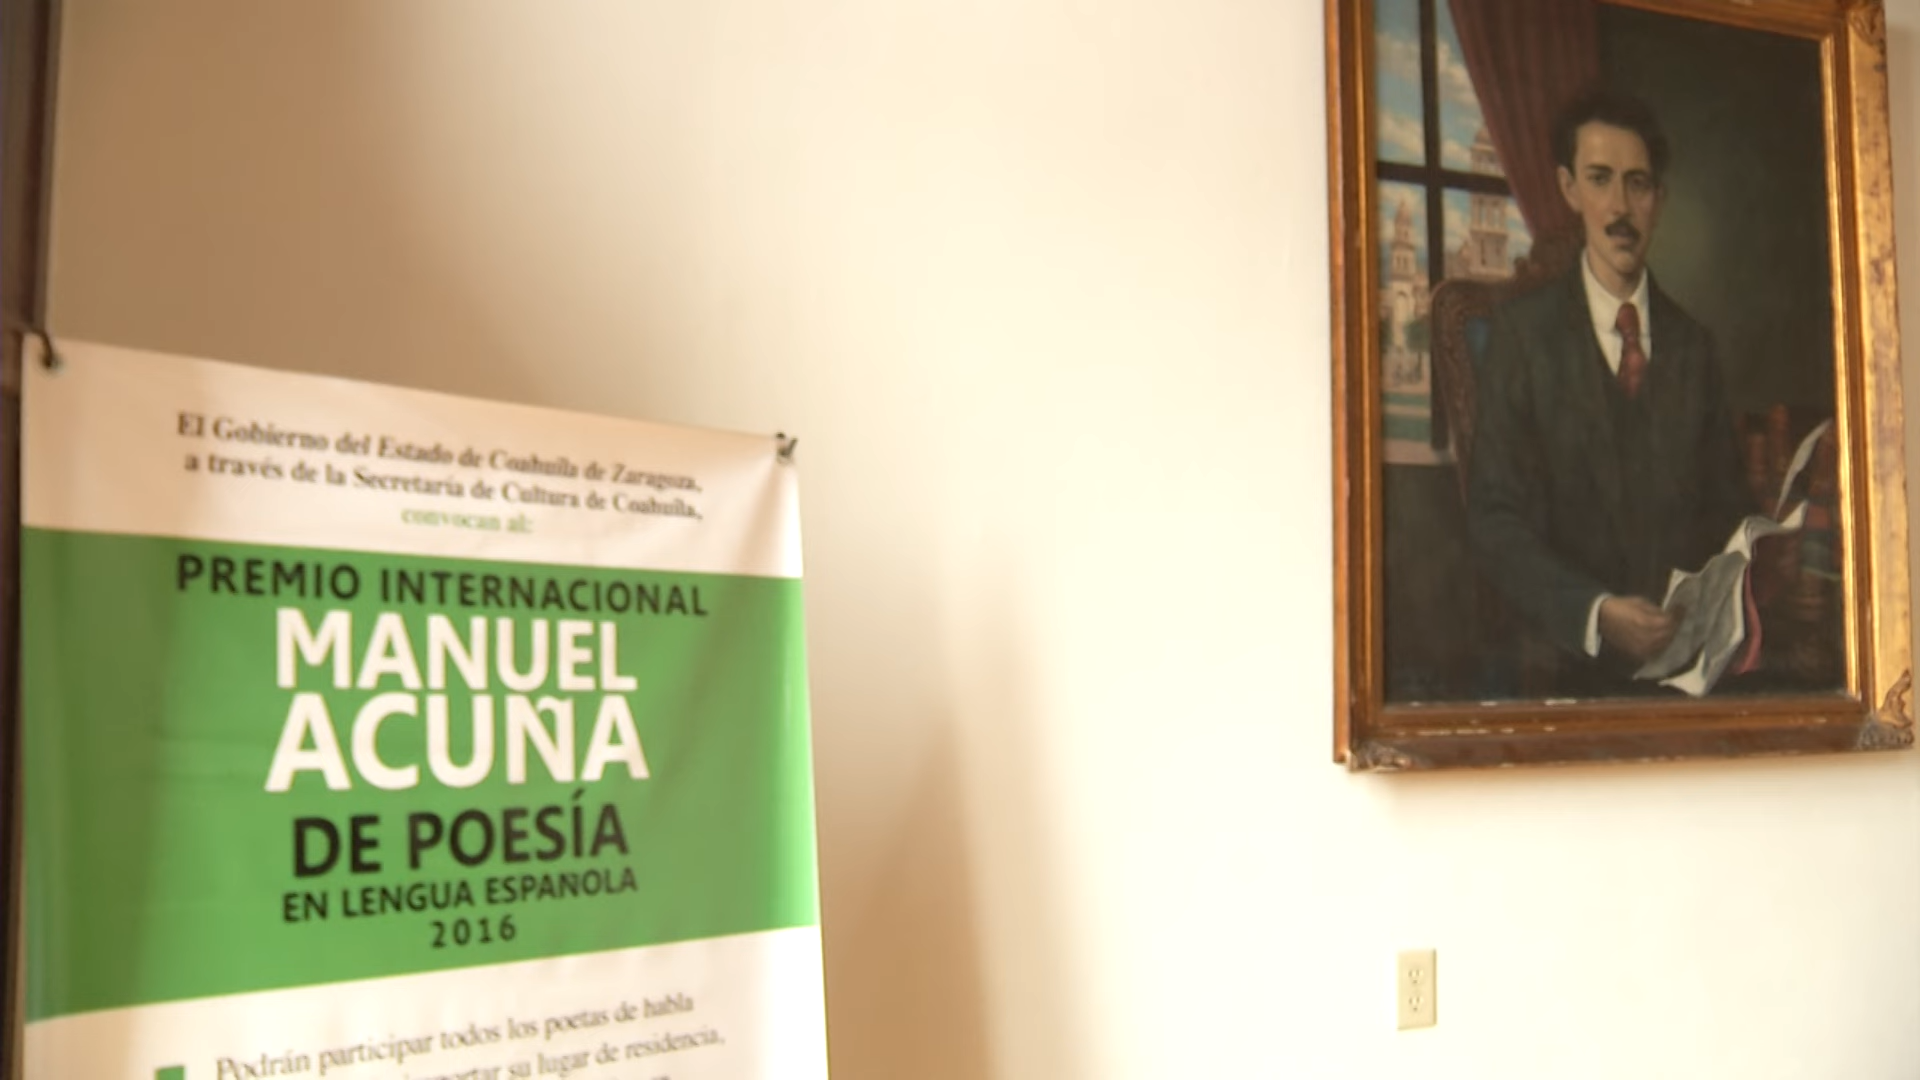 El Gobierno del Estado de Coahuila de Zaragoza,
a través de la Secretaría de Cultura de Coahuila,
convocan al:
PREMIO INTERNACIONAL
MANUEL
ACUÑA
DE POESÍA
EN LENGUA ESPAÑOLA
2016
Podrán participar todos los poetas de habla
su lugar de residencia,